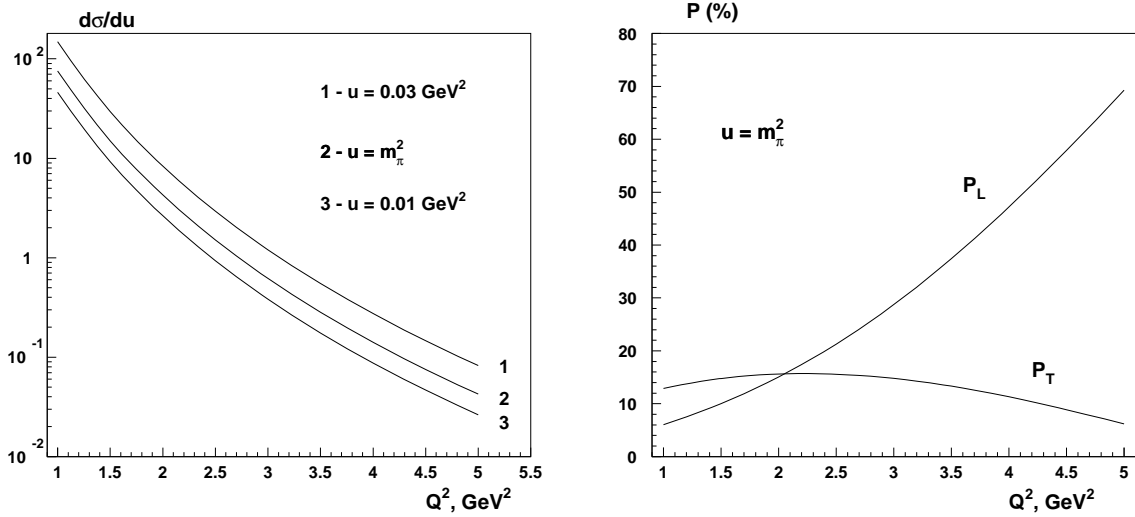 dσ/du
10²
10
1
10⁻¹
10⁻²
1 - u = 0.03 GeV²
2 - u = m²π
3 - u = 0.01 GeV²
1
2
3
1 1.5 2 2.5 3 3.5 4 4.5 5 5.5
Q², GeV²
P (%)
80
70
60
50
40
30
20
10
0
u = m²π
P_L
P_T
1 1.5 2 2.5 3 3.5 4 4.5 5
Q², GeV²